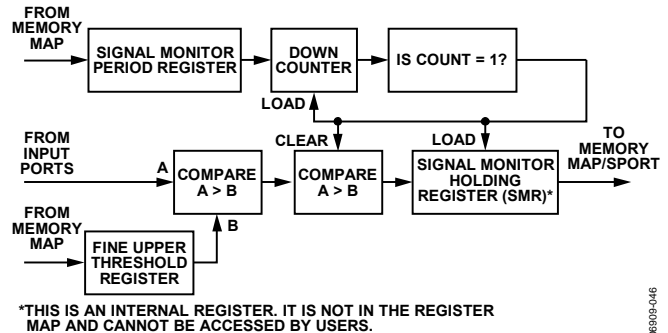 FROM
MEMORY
MAP
SIGNAL MONITOR
PERIOD REGISTER
DOWN
COUNTER
IS COUNT = 1?
LOAD
FROM
INPUT
PORTS
A
COMPARE
A > B
CLEAR
COMPARE
A > B
LOAD
SIGNAL MONITOR
HOLDING
REGISTER (SMR)*
TO
MEMORY
MAP/SPORT
FROM
MEMORY
MAP
B
FINE UPPER
THRESHOLD
REGISTER
*THIS IS AN INTERNAL REGISTER. IT IS NOT IN THE REGISTER
MAP AND CANNOT BE ACCESSED BY USERS.
6909-046